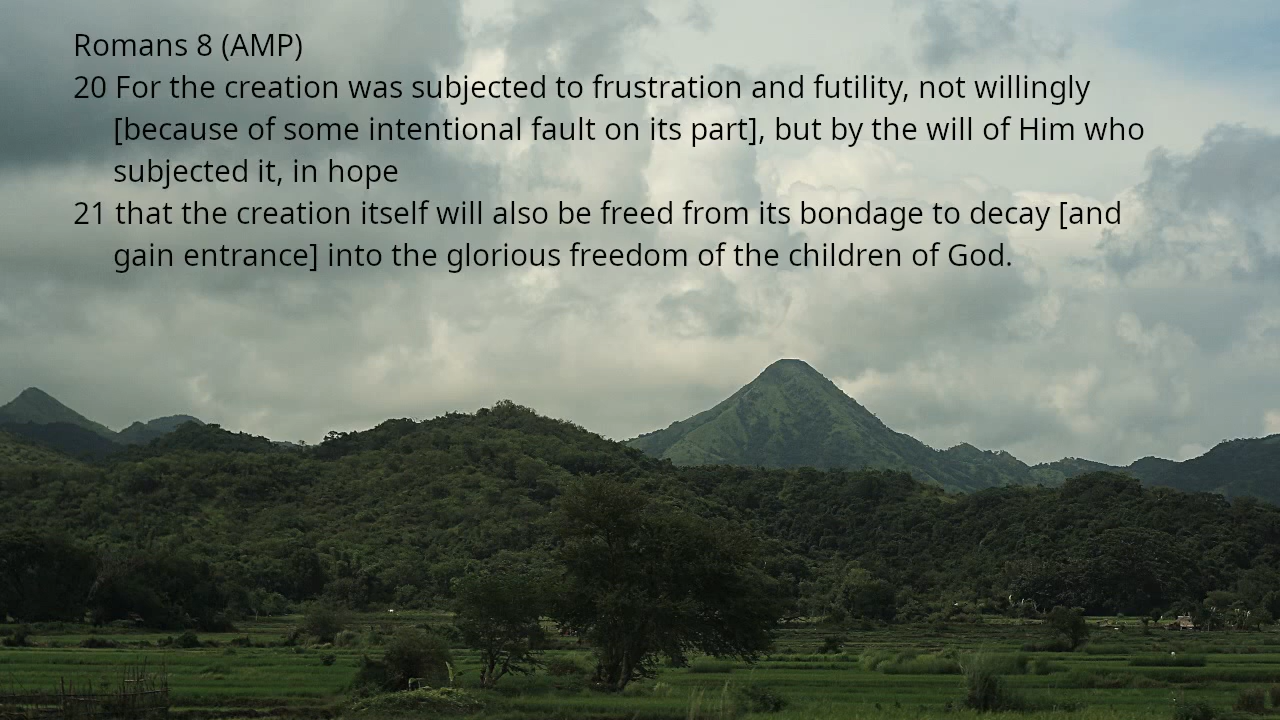 Romans 8 (AMP)
20 For the creation was subjected to frustration and futility, not willingly
[because of some intentional fault on its part], but by the will of Him who
subjected it, in hope
21 that the creation itself will also be freed from its bondage to decay [and
gain entrance] into the glorious freedom of the children of God.